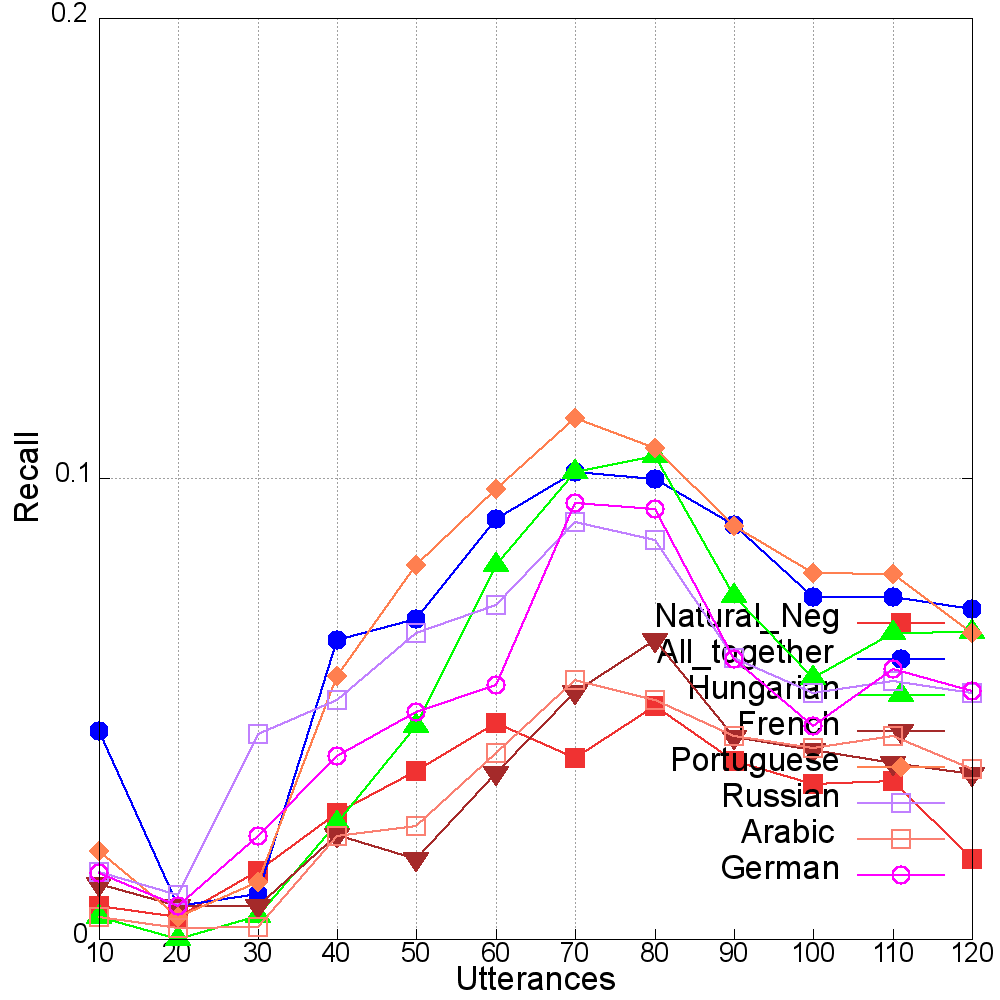 0.2
0.1
0
Recall
Natural_Neg
All_together
Hungarian
French
Portuguese
Russian
Arabic
German
10 20 30 40 50 60 70 80 90 100 110 120
Utterances